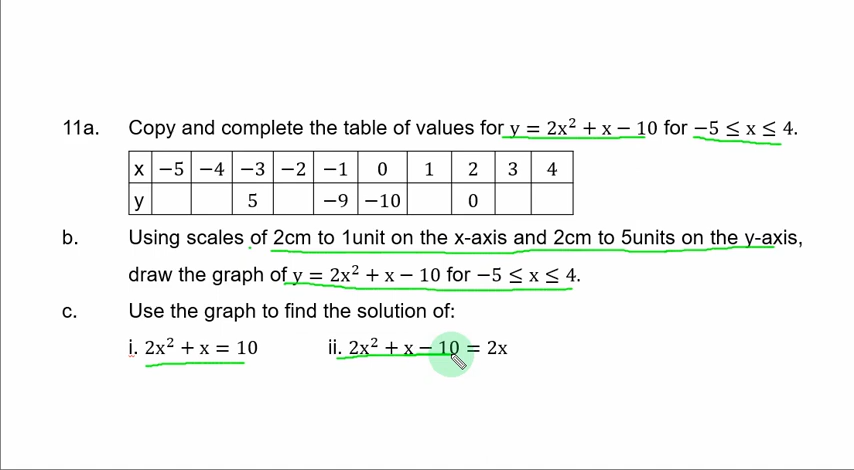 11a. Copy and complete the table of values for y = 2x² + x − 10 for −5 ≤ x ≤ 4.
x −5 −4 −3 −2 −1 0 1 2 3 4
y 5 −9 −10 0
b. Using scales of 2cm to 1unit on the x-axis and 2cm to 5units on the y-axis,
draw the graph of y = 2x² + x − 10 for −5 ≤ x ≤ 4.
c. Use the graph to find the solution of:
i. 2x² + x = 10 ii. 2x² + x − 10 = 2x